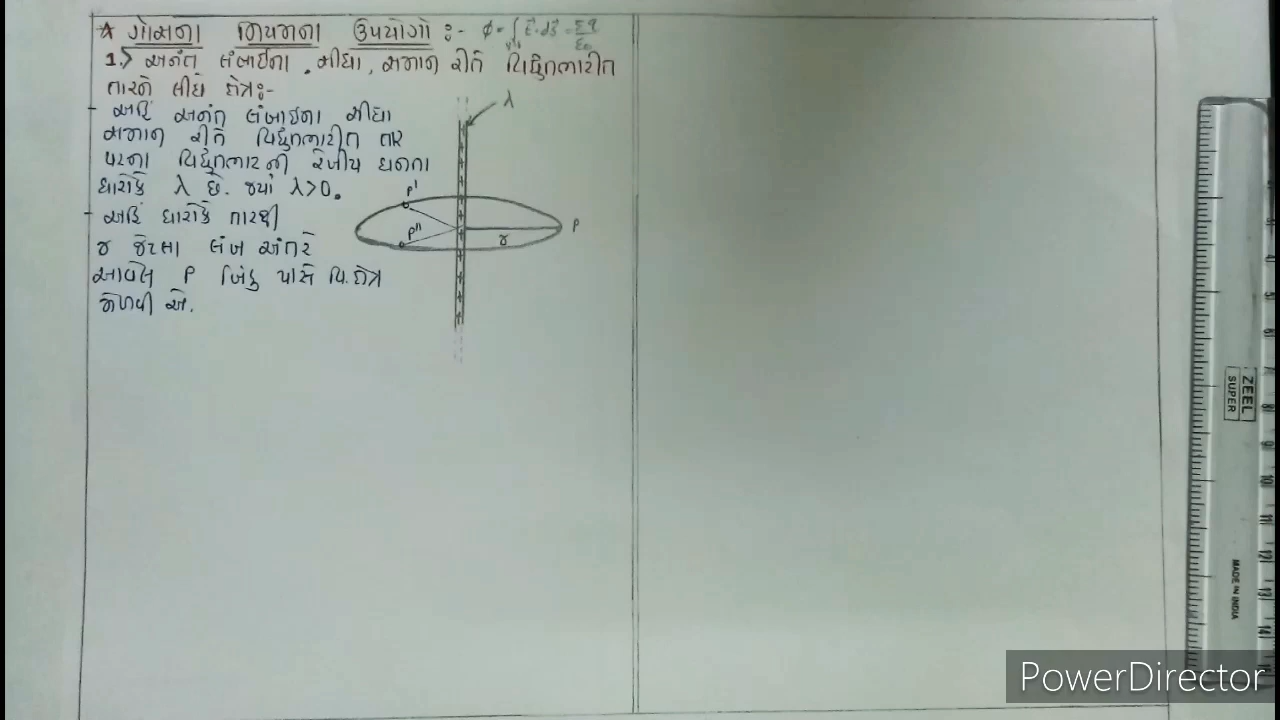 * ગૌસના નિયમના ઉપયોગો :- φ = ∫ E⃗·ds⃗ = Σq/ε₀
1.> અનંત લંબાઈના, સીધા, સમાન રીતે વિદ્યુતભારીત
તારને લીધે ક્ષેત્ર:-
- અહિં અનંત લંબાઈના સીધા
સમાન રીતે વિદ્યુતભારીત તાર
પરના વિદ્યુતભારની રેખીય ઘનતા
ધારોકે λ છે. જ્યાં λ>0.
- અહિં ધારોકે તારથી
r જેટલા લંબ અંતરે
આવેલ P બિંદુ પાસે વિ.ક્ષેત્ર
મેળવી એ.
λ
P'
P''
P
r
ZEEL
SUPER
MADE IN INDIA
PowerDirector